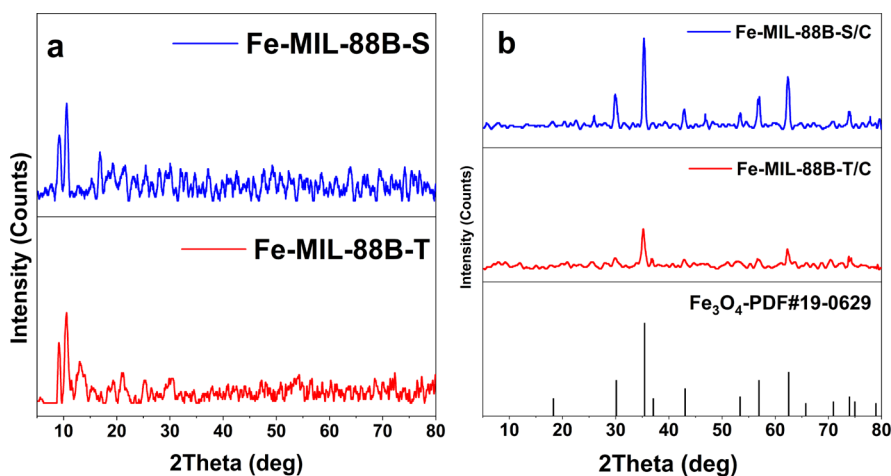 a
Fe-MIL-88B-S
Fe-MIL-88B-T
Intensity (Counts)
10 20 30 40 50 60 70 80
2Theta (deg)
b
Fe-MIL-88B-S/C
Fe-MIL-88B-T/C
Fe₃O₄-PDF#19-0629
Intensity (Counts)
10 20 30 40 50 60 70 80
2Theta (deg)